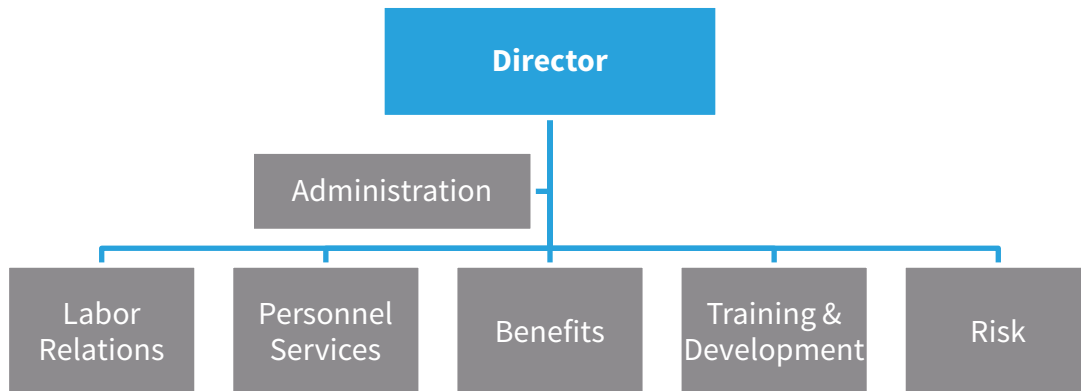 Director
Administration
Labor
Relations
Personnel
Services
Benefits
Training &
Development
Risk